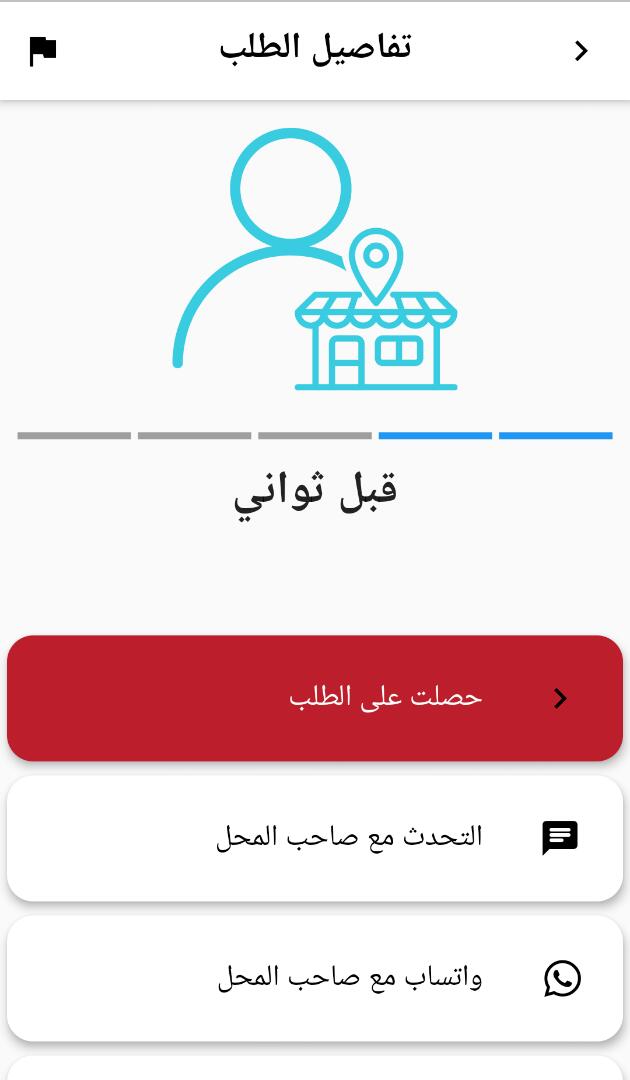 تفاصيل الطلب
قبل ثواني
حصلت على الطلب
التحدث مع صاحب المحل
واتساب مع صاحب المحل